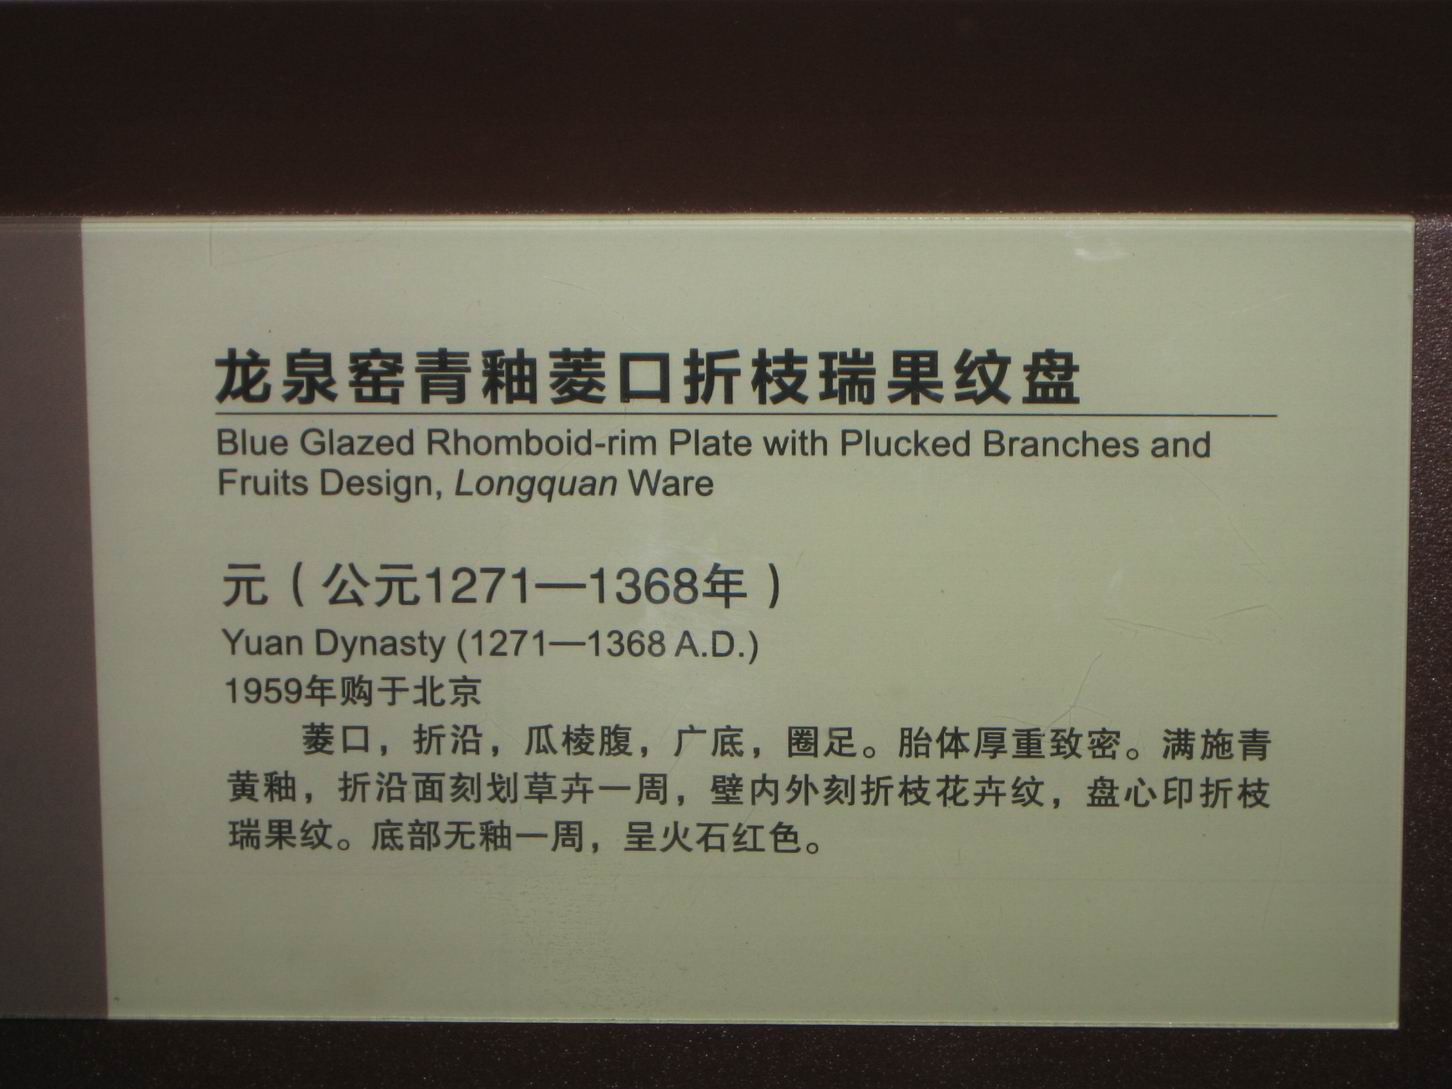 龙泉窑青釉菱口折枝瑞果纹盘
Blue Glazed Rhomboid-rim Plate with Plucked Branches and
Fruits Design, Longquan Ware
元（公元1271—1368年）
Yuan Dynasty (1271—1368 A.D.)
1959年购于北京
菱口，折沿，瓜棱腹，广底，圈足。胎体厚重致密。满施青
黄釉，折沿面刻划草卉一周，壁内外刻折枝花卉纹，盘心印折枝
瑞果纹。底部无釉一周，呈火石红色。